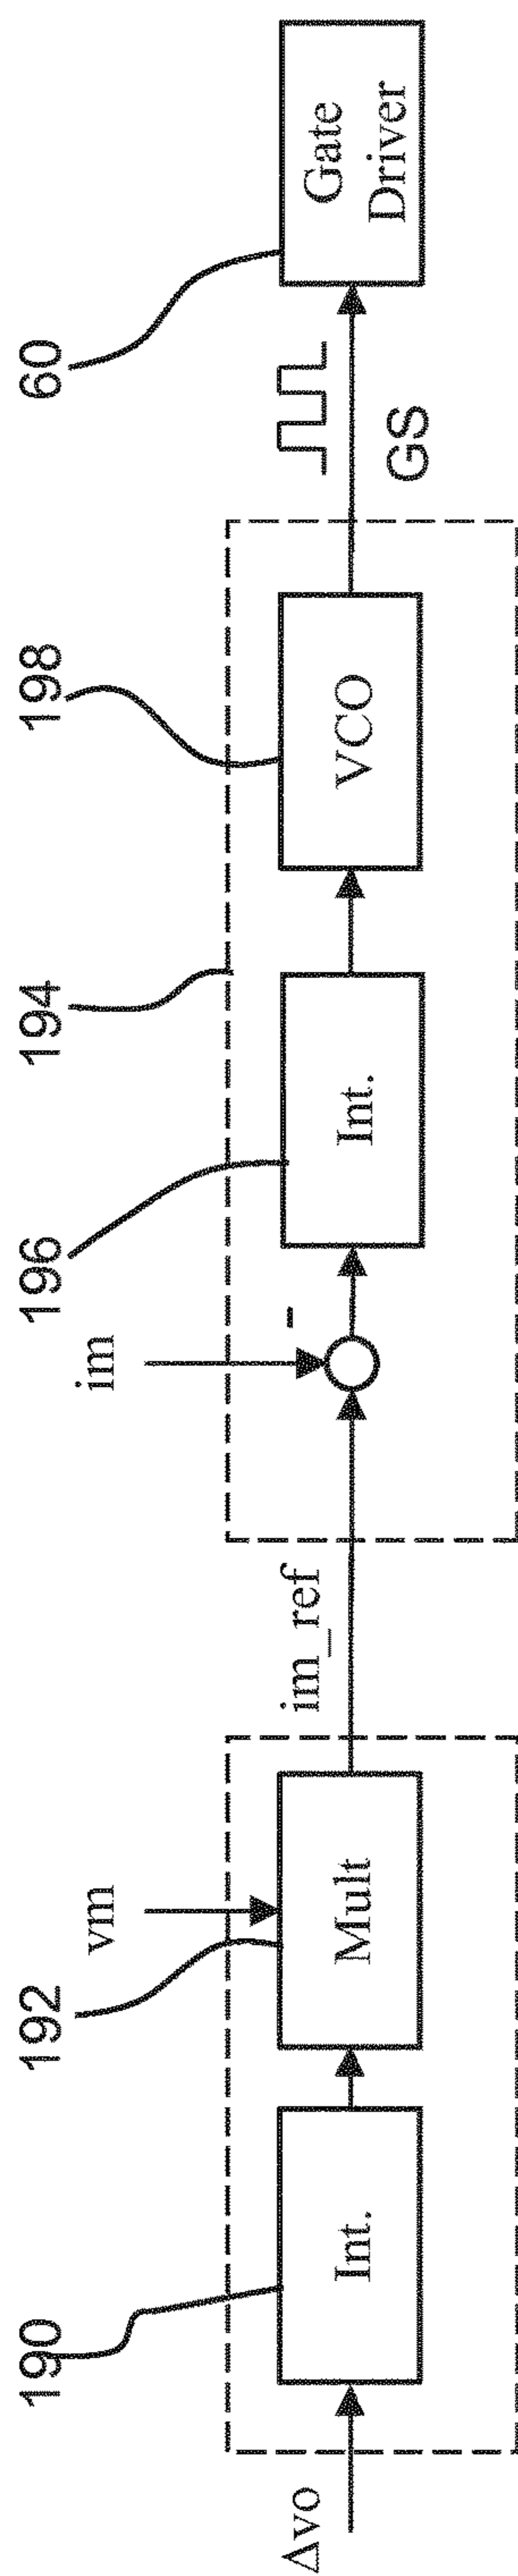 190
192
196
194
198
60
Δvo
Int.
vm
Mult
im_ref
im
-
Int.
VCO
GS
Gate
Driver